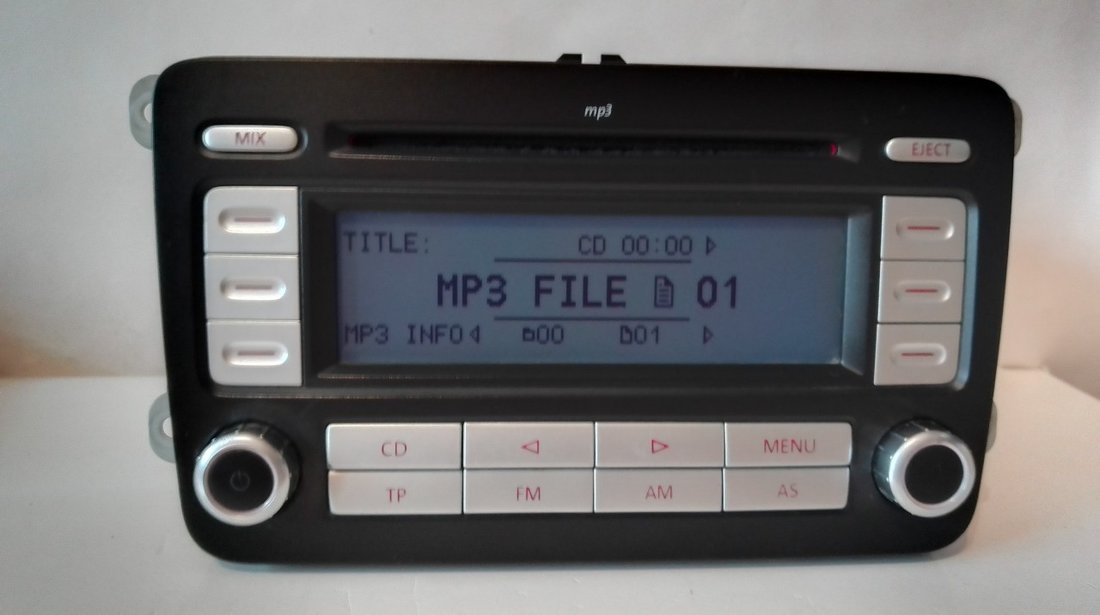 mp3
MIX
EJECT
TITLE: CD 00:00
MP3 FILE 01
MP3 INFO 00 01
CD MENU
TP FM AM AS